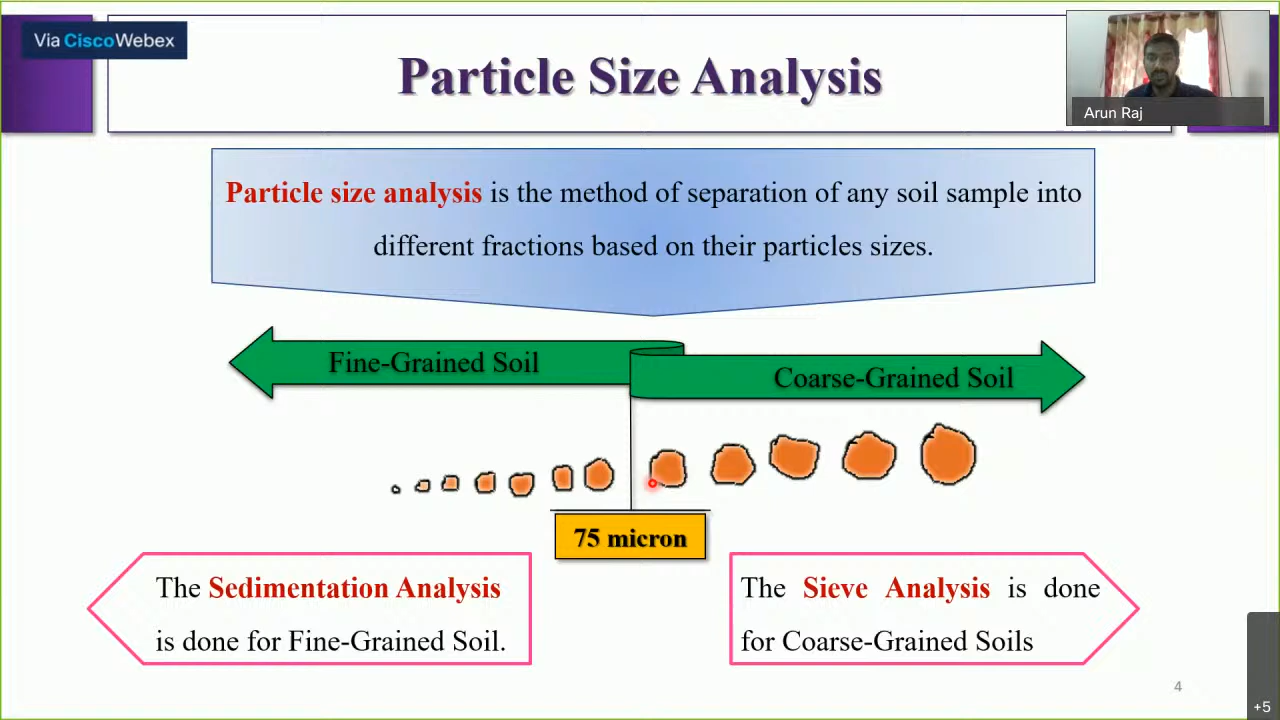 Via CiscoWebex
Particle Size Analysis
Arun Raj
Particle size analysis is the method of separation of any soil sample into
different fractions based on their particles sizes.
Fine-Grained Soil
Coarse-Grained Soil
75 micron
The Sedimentation Analysis
is done for Fine-Grained Soil.
The Sieve Analysis is done
for Coarse-Grained Soils
4
+5